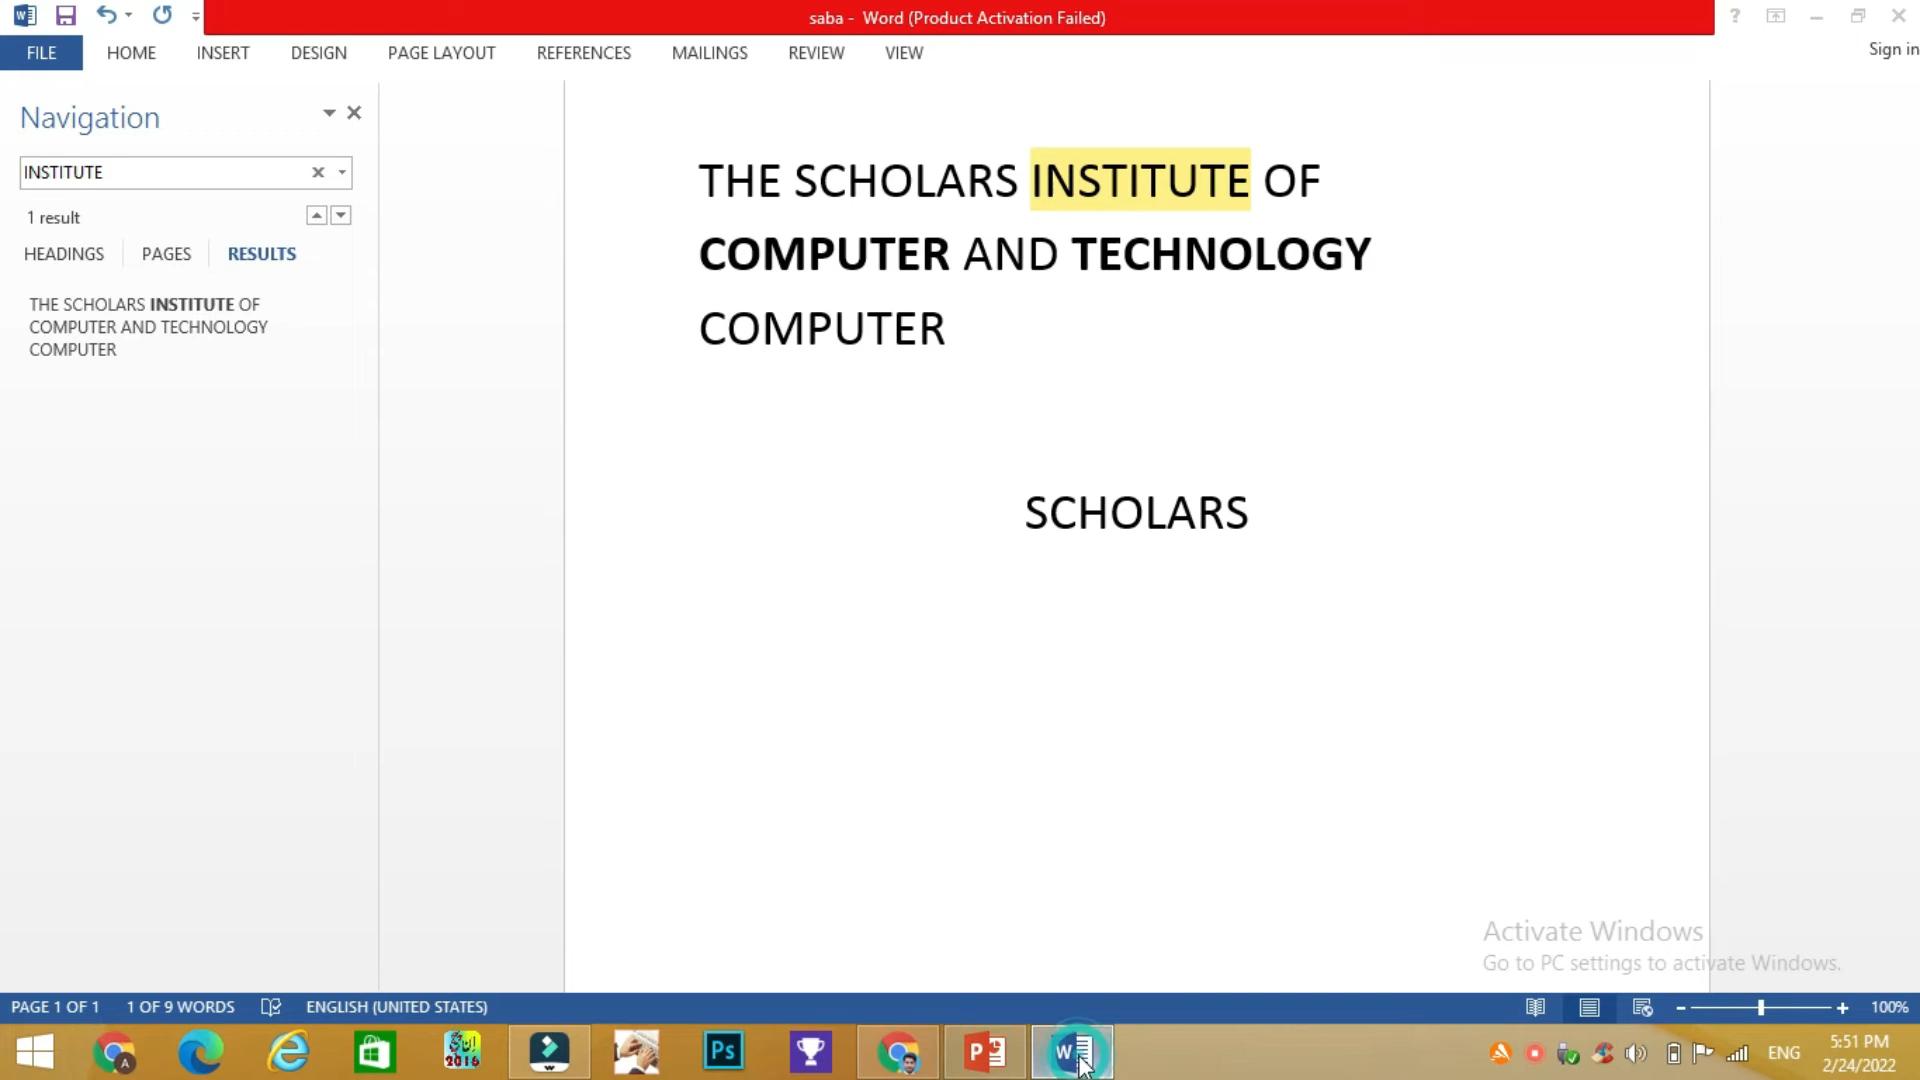 saba - Word (Product Activation Failed)
FILE HOME INSERT DESIGN PAGE LAYOUT REFERENCES MAILINGS REVIEW VIEW Sign in
Navigation
INSTITUTE
1 result
HEADINGS PAGES RESULTS
THE SCHOLARS INSTITUTE OF
COMPUTER AND TECHNOLOGY
COMPUTER
THE SCHOLARS INSTITUTE OF
COMPUTER AND TECHNOLOGY
COMPUTER
SCHOLARS
Activate Windows
Go to PC settings to activate Windows.
PAGE 1 OF 1 1 OF 9 WORDS ENGLISH (UNITED STATES) 100%
A
2016
Ps
ENG
5:51 PM
2/24/2022